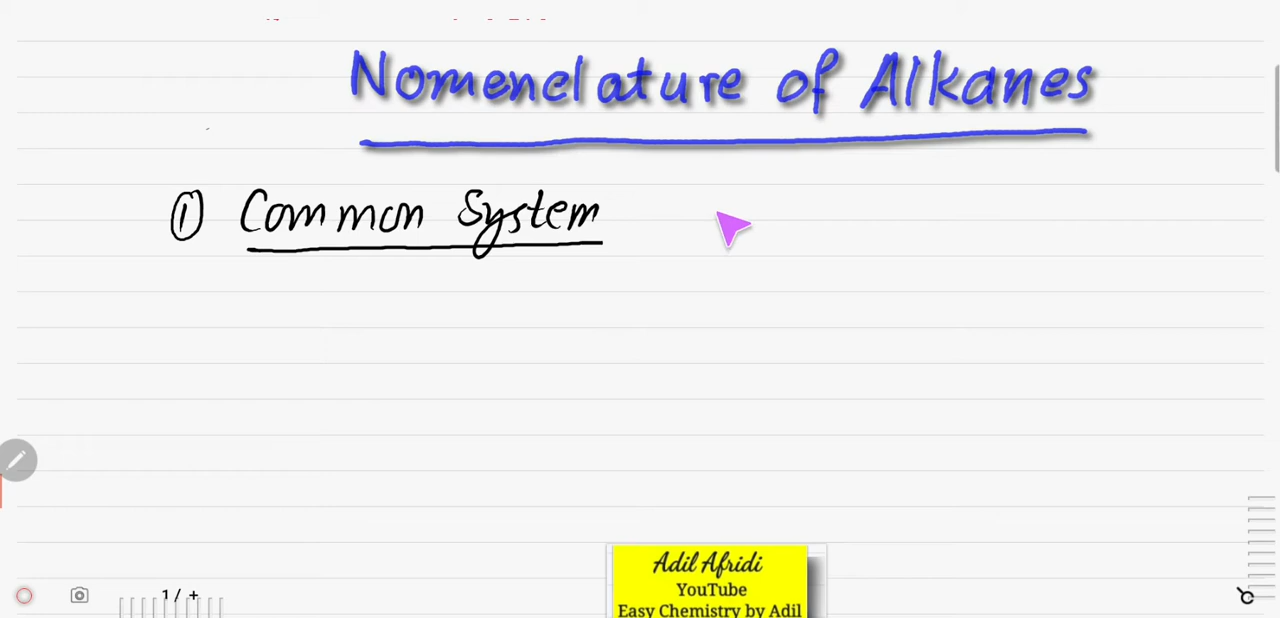 Nomenclature of Alkanes
① Common System
Adil Afridi
YouTube
Easy Chemistry by Adil
1 / +